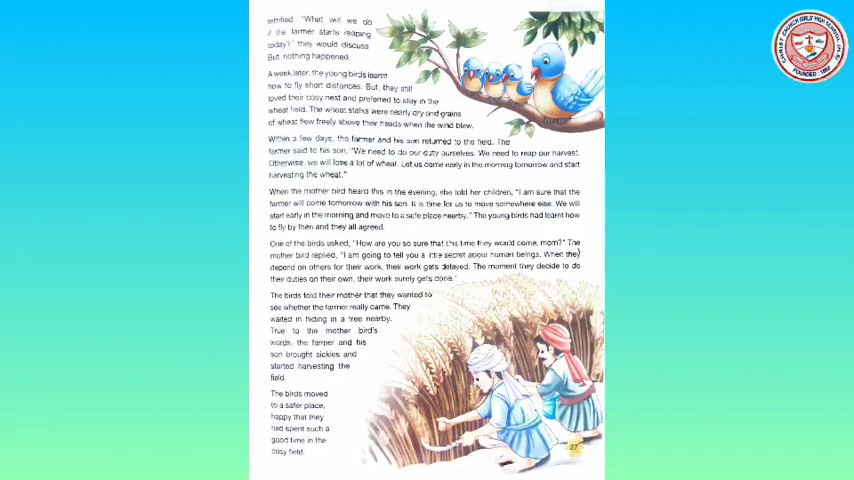 terrified. "What will we do
if the farmer starts reaping
today?" they would discuss
But, nothing happened.
A week later, the young birds learnt
how to fly short distances. But, they still
loved their cosy nest and preferred to stay in the
wheat field. The wheat stalks were nearly dry and grains
of wheat flew freely above their heads when the wind blew.
Within a few days, the farmer and his son returned to the field. The
farmer said to his son, "We need to do our duty ourselves. We need to reap our harvest.
Otherwise, we will lose a lot of wheat. Let us come early in the morning tomorrow and start
harvesting the wheat."
When the mother bird heard this in the evening, she told her children, "I am sure that the
farmer will come tomorrow with his son. It is time for us to move somewhere else. We will
start early in the morning and move to a safe place nearby." The young birds had learnt how
to fly by then and they all agreed.
One of the birds asked, "How are you so sure that this time they would come, mom?" The
mother bird replied, "I am going to tell you a little secret about human beings. When they
depend on others for their work, their work gets delayed. The moment they decide to do
their duties on their own, their work surely gets done."
The birds told their mother that they wanted to
see whether the farmer really came. They
waited in hiding in a tree nearby.
True to the mother bird's
words, the farmer and his
son brought sickles and
started harvesting the
field.
The birds moved
to a safer place,
happy that they
had spent such a
good time in the
cosy field.
27
CHRIST CHURCH GIRLS' HIGH SCHOOL
FOUNDED: 1882